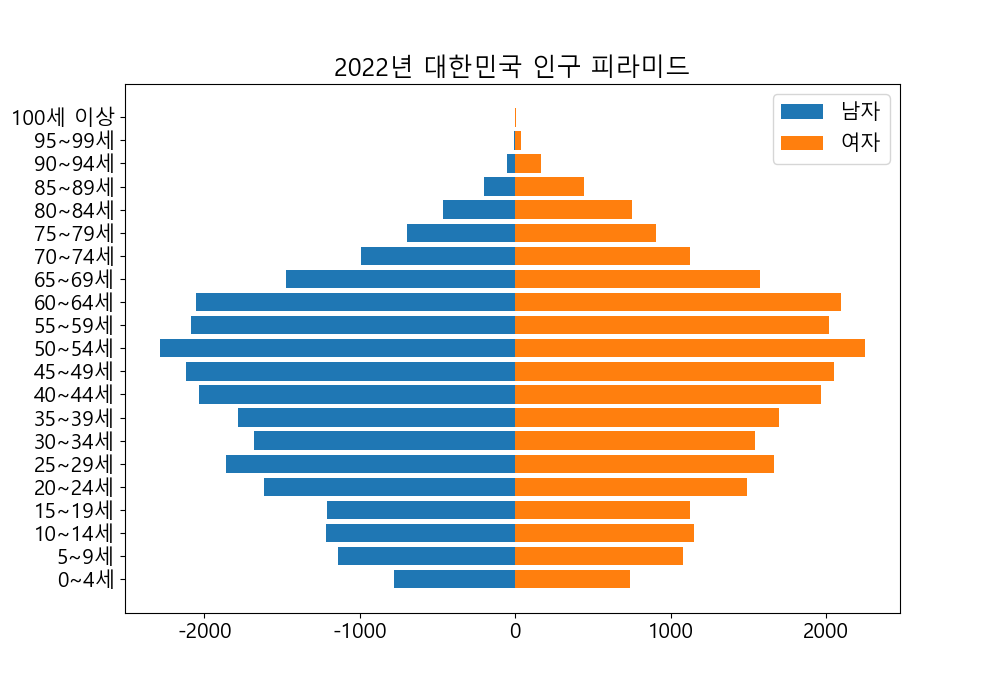 2022년 대한민국 인구 피라미드
남자
여자
100세 이상
95~99세
90~94세
85~89세
80~84세
75~79세
70~74세
65~69세
60~64세
55~59세
50~54세
45~49세
40~44세
35~39세
30~34세
25~29세
20~24세
15~19세
10~14세
5~9세
0~4세
-2000 -1000 0 1000 2000